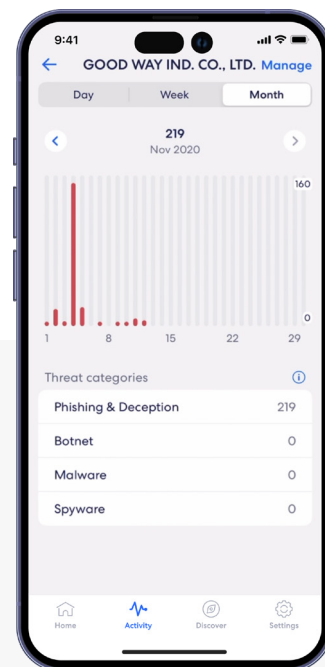 9:41
GOOD WAY IND. CO., LTD. Manage
Day Week Month
219
Nov 2020
160
0
1 8 15 22 29
Threat categories
Phishing & Deception 219
Botnet 0
Malware 0
Spyware 0
Home Activity Discover Settings